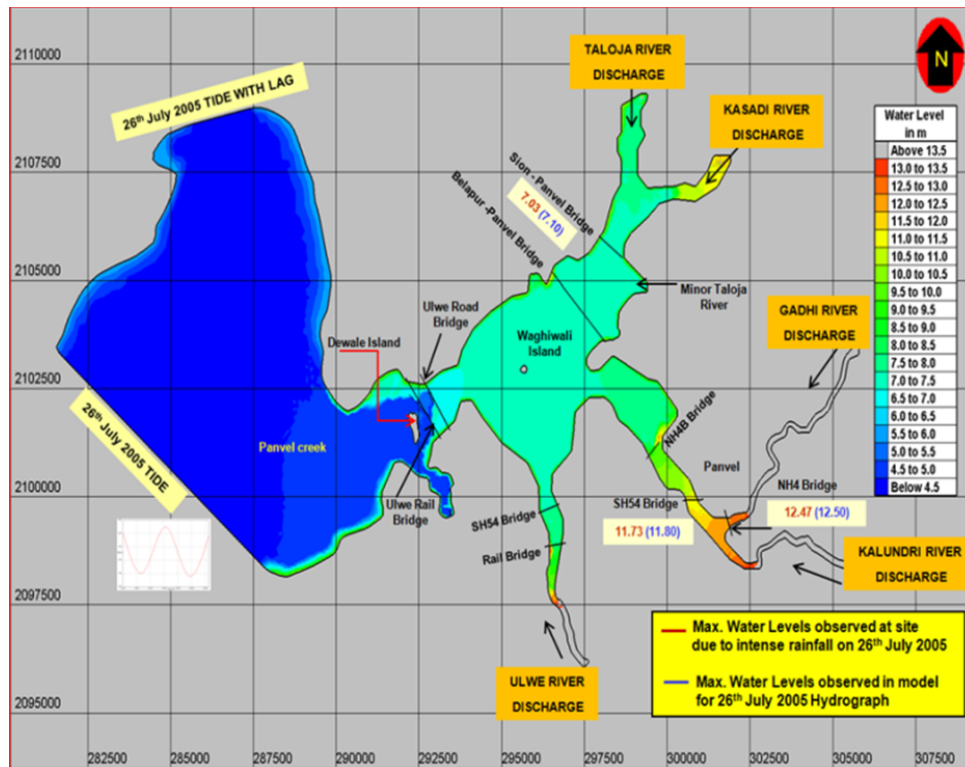 2110000
2107500
2105000
2102500
2100000
2097500
2095000
282500
285000
287500
290000
292500
295000
297500
300000
302500
305000
307500
26th July 2005 TIDE WITH LAG
26th July 2005 TIDE
TALOJA RIVER
DISCHARGE
KASADI RIVER
DISCHARGE
N
Water Level
in m
Above 13.5
13.0 to 13.5
12.5 to 13.0
12.0 to 12.5
11.5 to 12.0
11.0 to 11.5
10.5 to 11.0
10.0 to 10.5
9.5 to 10.0
9.0 to 9.5
8.5 to 9.0
8.0 to 8.5
7.5 to 8.0
7.0 to 7.5
6.5 to 7.0
6.0 to 6.5
5.5 to 6.0
5.0 to 5.5
4.5 to 5.0
Below 4.5
Sion - Panvel Bridge
7.03 (7.10)
Belapur -Panvel Bridge
Minor Taloja
River
Ulwe Road
Bridge
Dewale Island
Waghiwali
Island
GADHI RIVER
DISCHARGE
Panvel creek
NH4B Bridge
Panvel
NH4 Bridge
12.47 (12.50)
SH54 Bridge
11.73 (11.80)
Ulwe Rail
Bridge
SH54 Bridge
Rail Bridge
KALUNDRI RIVER
DISCHARGE
ULWE RIVER
DISCHARGE
Max. Water Levels observed at site
due to intense rainfall on 26th July 2005
Max. Water Levels observed in model
for 26th July 2005 Hydrograph